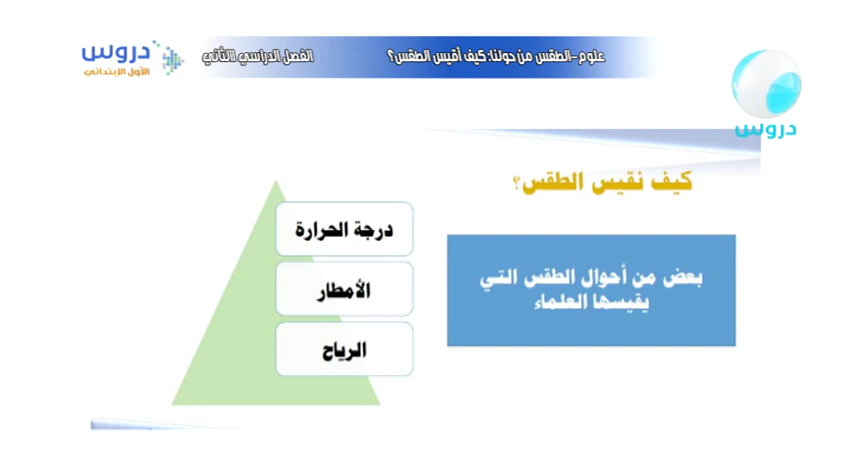 علوم -الطقس من حولنا: كيف أقيس الطقس؟
الفصل الدراسي الثاني
دروس
الأول الإبتدائي
دروس
كيف نقيس الطقس؟
بعض من أحوال الطقس التي
يقيسها العلماء
درجة الحرارة
الأمطار
الرياح